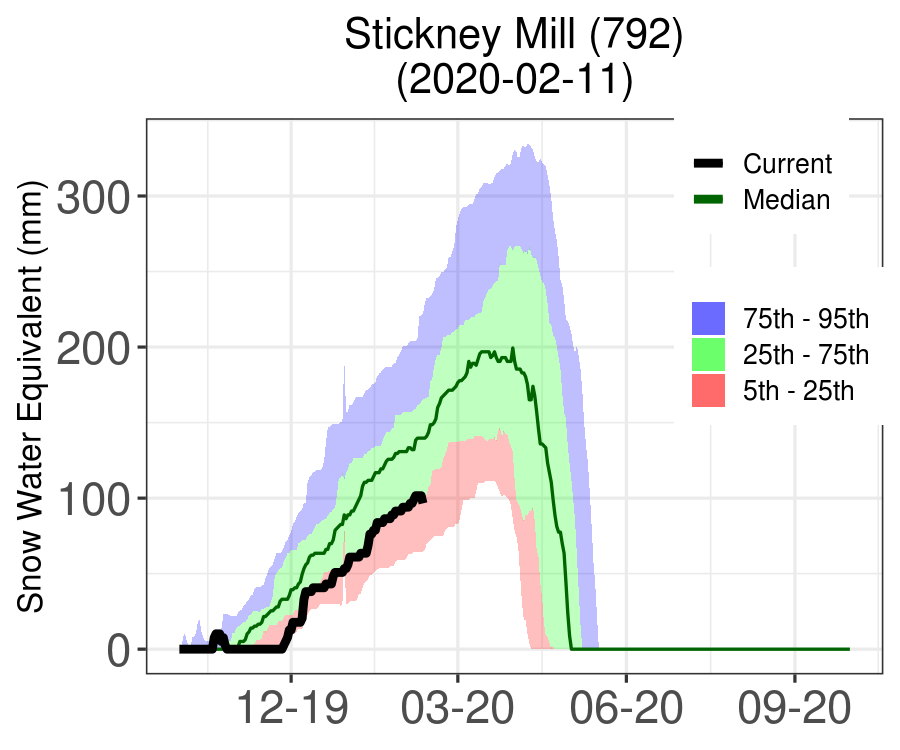 Stickney Mill (792)
(2020-02-11)
Snow Water Equivalent (mm)
300
200
100
0
12-19
03-20
06-20
09-20
Current
Median
75th - 95th
25th - 75th
5th - 25th